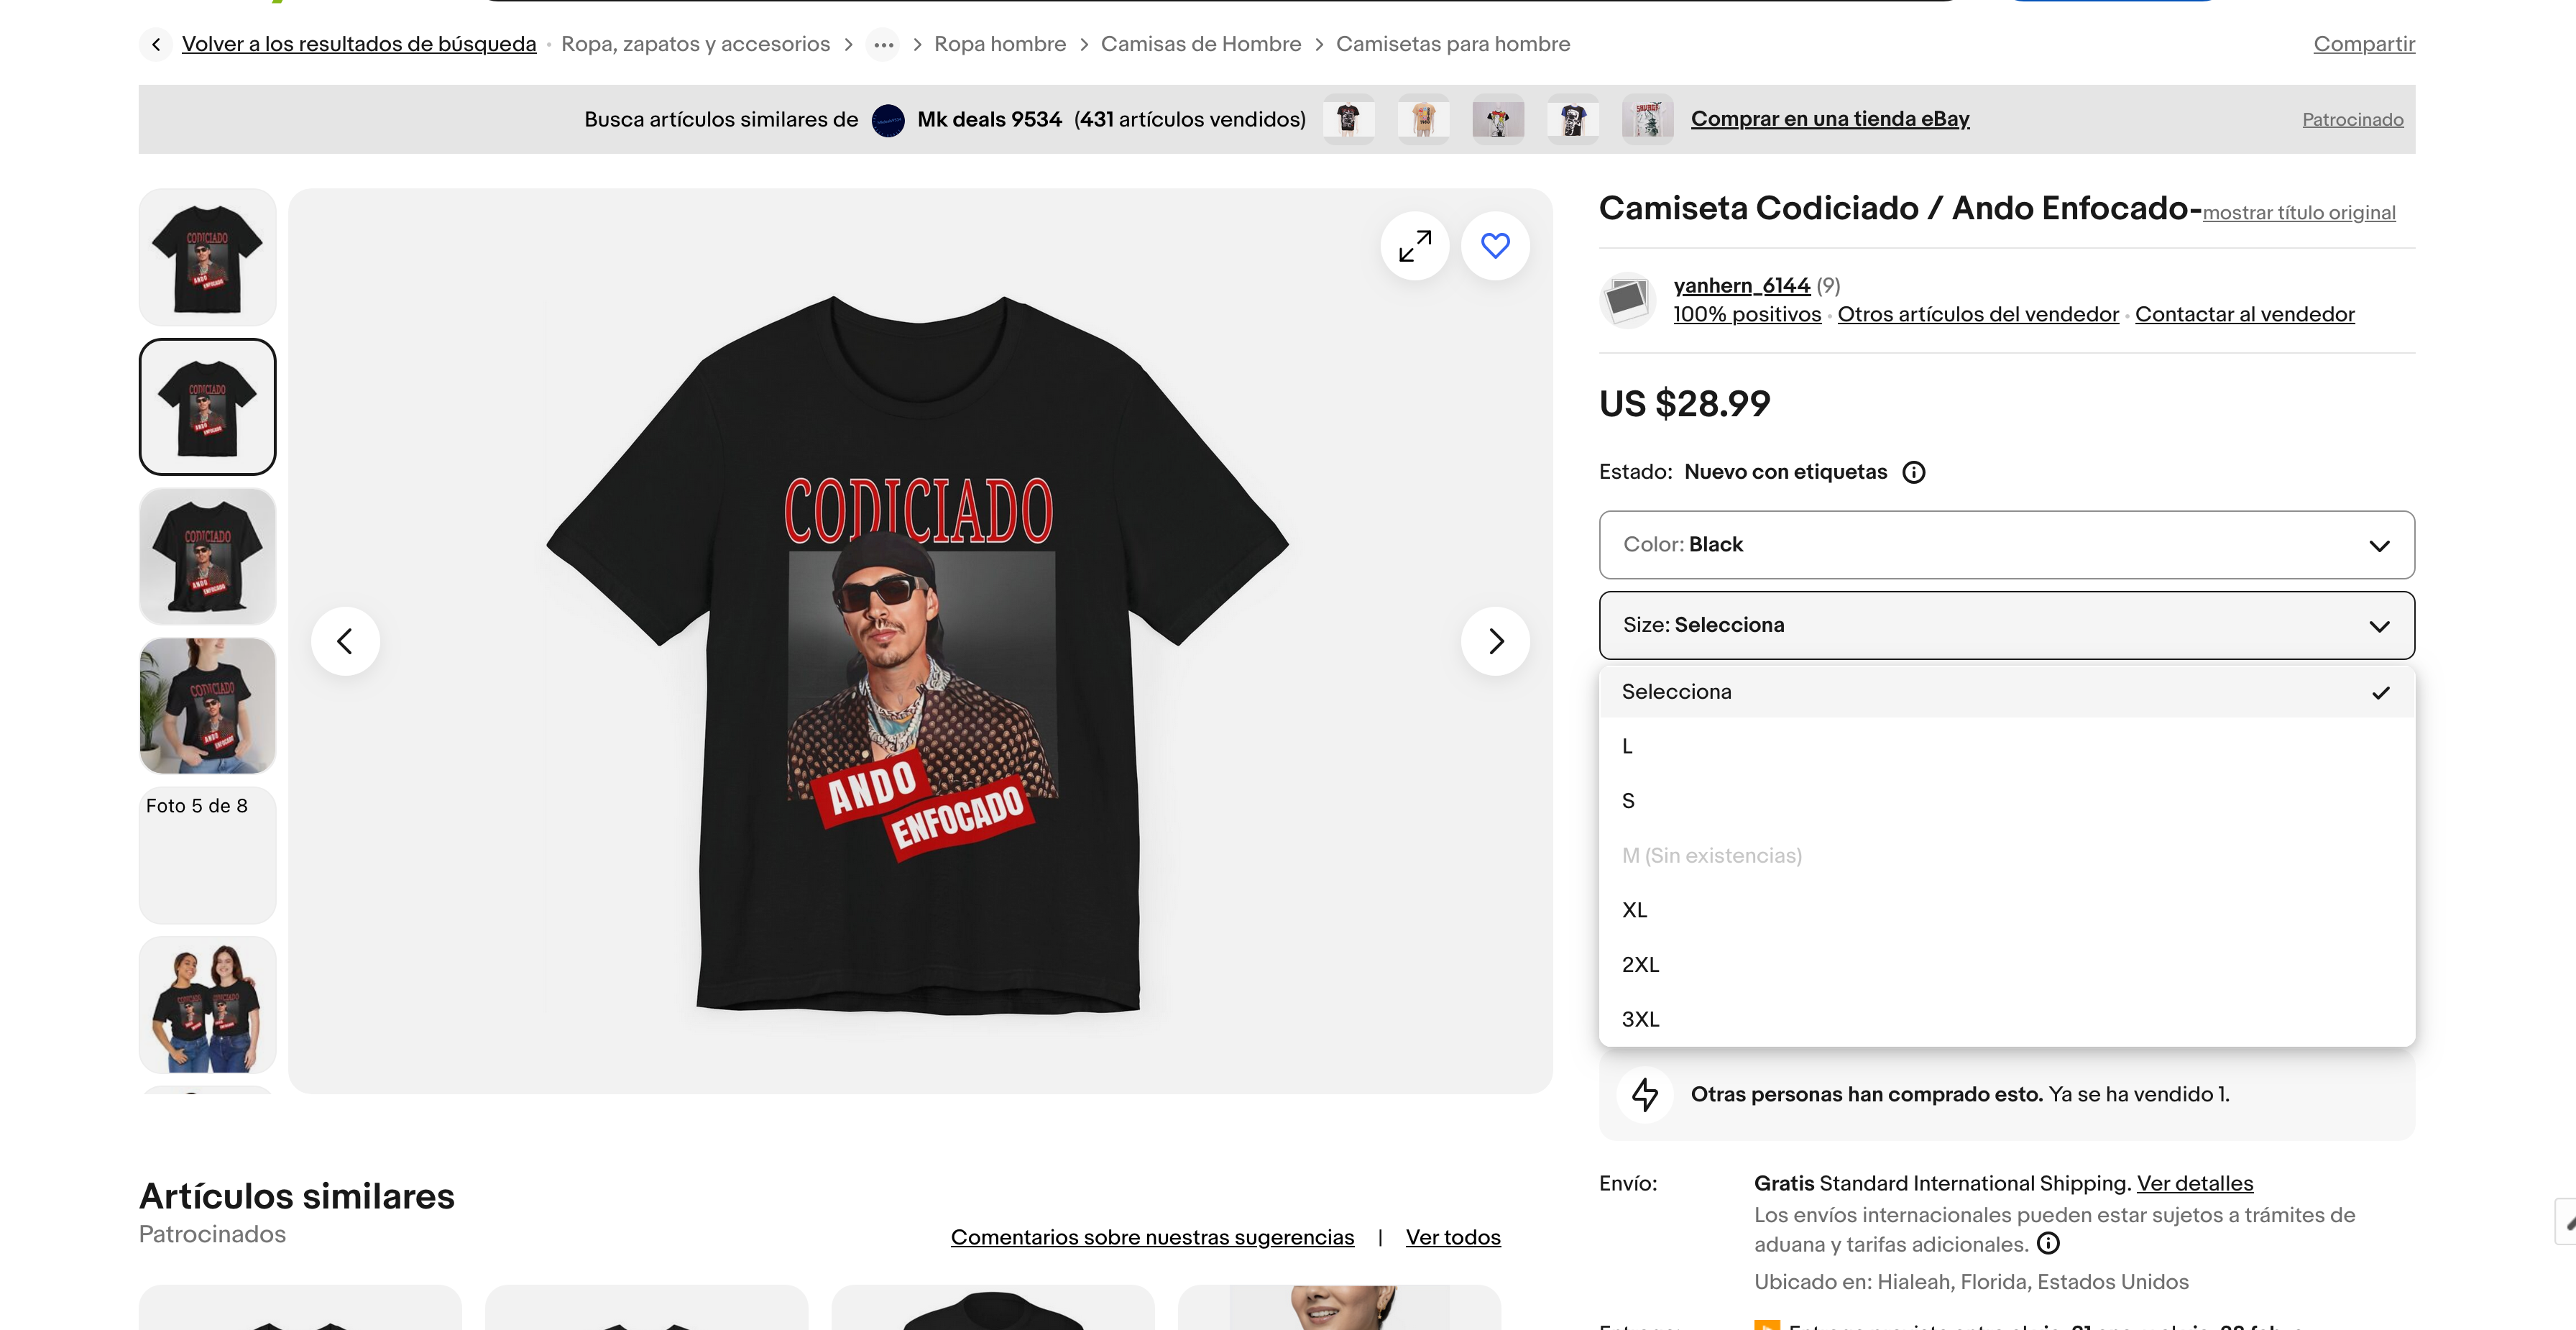 Volver a los resultados de búsqueda · Ropa, zapatos y accesorios > ... > Ropa hombre > Camisas de Hombre > Camisetas para hombre
Compartir
Busca artículos similares de Mk deals 9534 (431 artículos vendidos)
Comprar en una tienda eBay
Patrocinado
Foto 5 de 8
CODICIADO
ANDO
ENFOCADO
Camiseta Codiciado / Ando Enfocado-mostrar título original
yanhern_6144 (9)
100% positivos · Otros artículos del vendedor · Contactar al vendedor
US $28.99
Estado: Nuevo con etiquetas
Color: Black
Size: Selecciona
Selecciona
L
S
M (Sin existencias)
XL
2XL
3XL
Otras personas han comprado esto. Ya se ha vendido 1.
Envío: Gratis Standard International Shipping. Ver detalles
Los envíos internacionales pueden estar sujetos a trámites de
aduana y tarifas adicionales.
Ubicado en: Hialeah, Florida, Estados Unidos
Artículos similares
Patrocinados
Comentarios sobre nuestras sugerencias | Ver todos